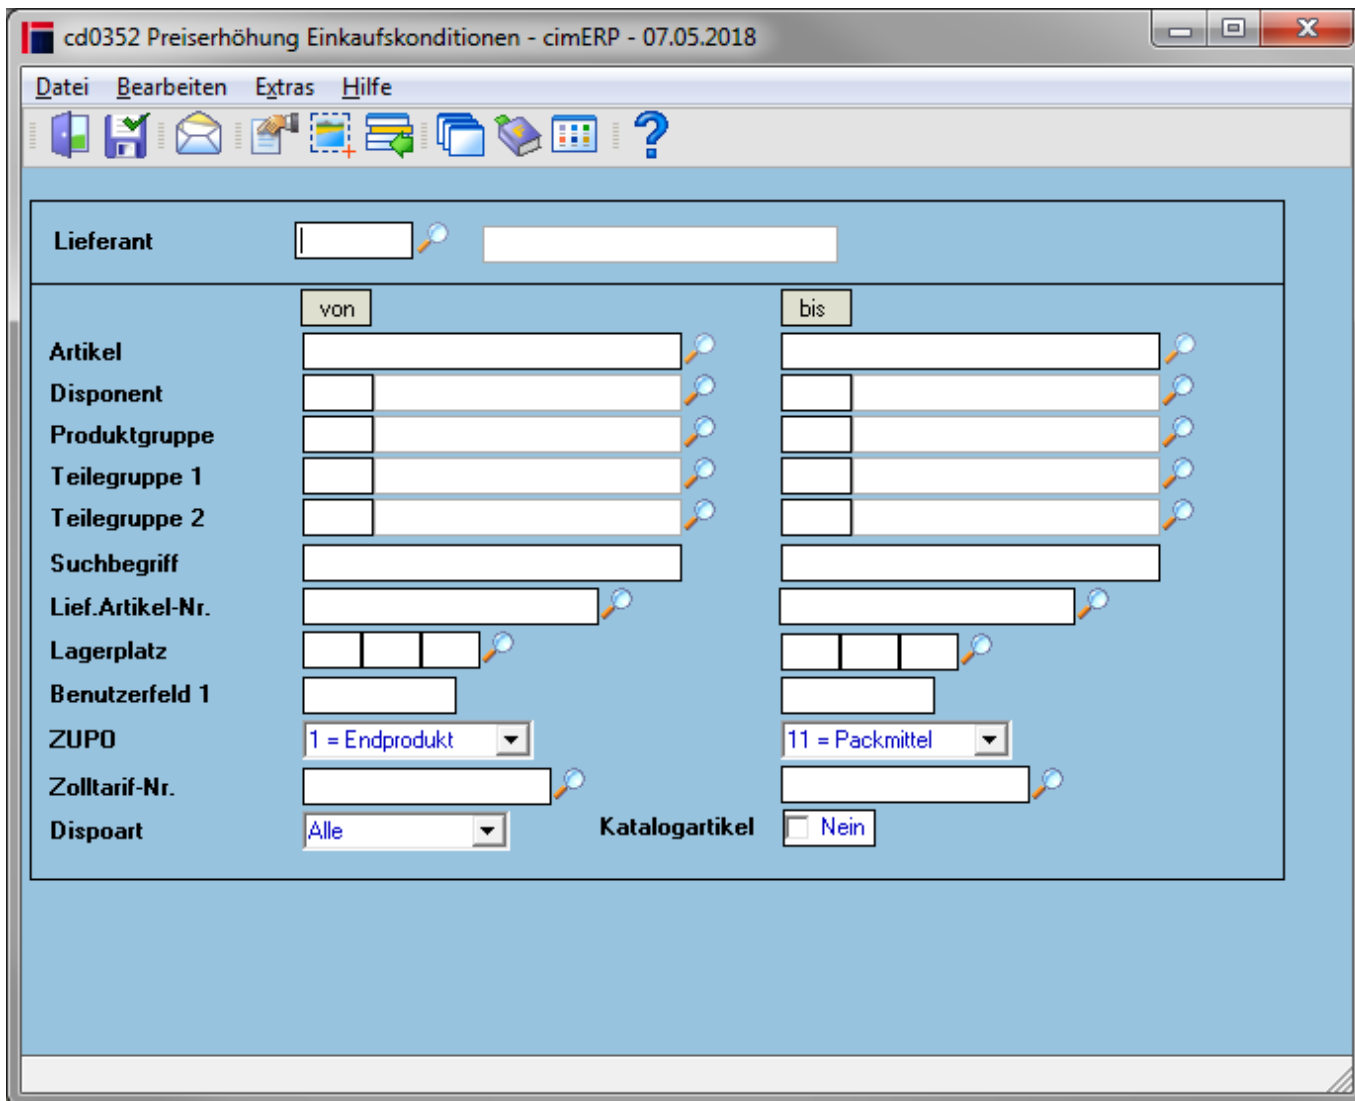 cd0352 Preiserhöhung Einkaufskonditionen - cimERP - 07.05.2018
Datei Bearbeiten Extras Hilfe
Lieferant
von bis
Artikel
Disponent
Produktgruppe
Teilegruppe 1
Teilegruppe 2
Suchbegriff
Lief.Artikel-Nr.
Lagerplatz
Benutzerfeld 1
ZUPO 1 = Endprodukt 11 = Packmittel
Zolltarif-Nr.
Dispoart Alle Katalogartikel Nein